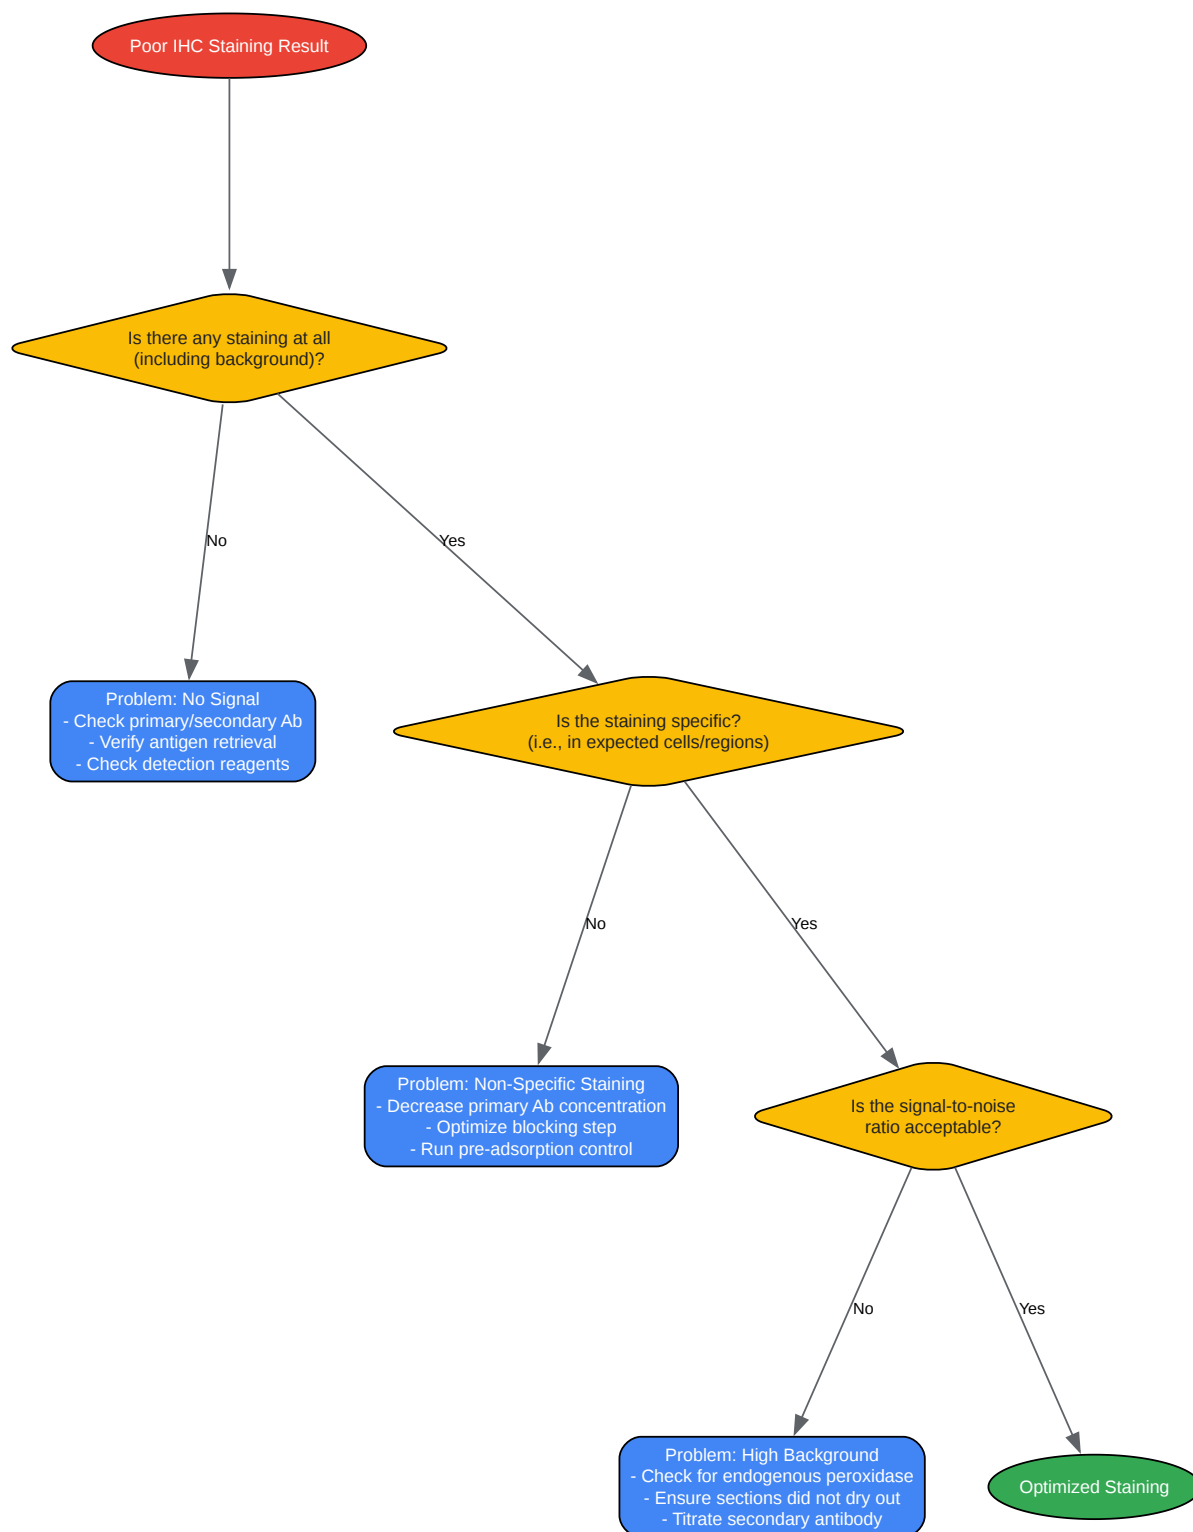 Poor IHC Staining Result
Is there any staining at all
(including background)?
No
Yes
Problem: No Signal
- Check primary/secondary Ab
- Verify antigen retrieval
- Check detection reagents
Is the staining specific?
(i.e., in expected cells/regions)
No
Yes
Problem: Non-Specific Staining
- Decrease primary Ab concentration
- Optimize blocking step
- Run pre-adsorption control
Is the signal-to-noise
ratio acceptable?
No
Yes
Problem: High Background
- Check for endogenous peroxidase
- Ensure sections did not dry out
- Titrate secondary antibody
Optimized Staining